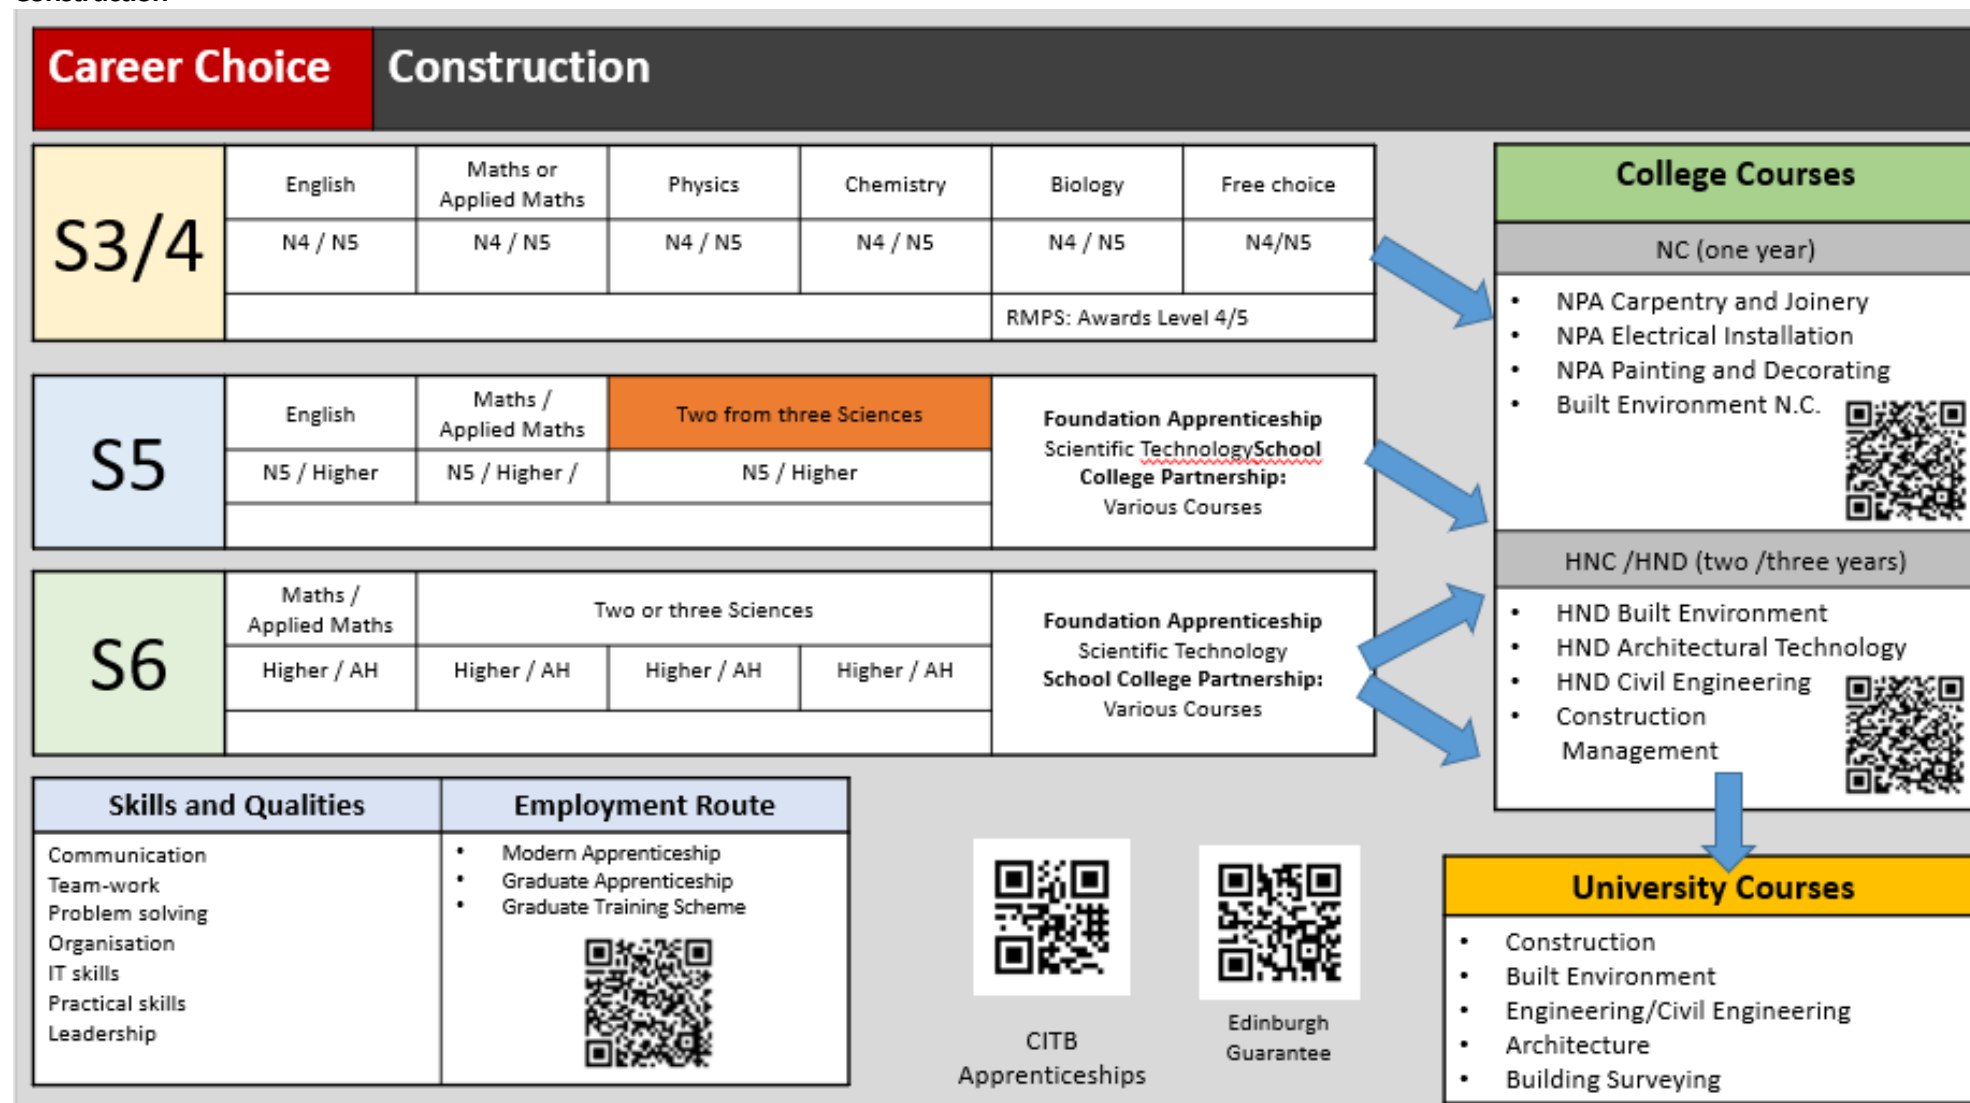 Construction
Career Choice
Construction
S3/4
English
Maths or
Applied Maths
Physics
Chemistry
Biology
Free choice
N4 / N5
N4 / N5
N4 / N5
N4 / N5
N4 / N5
N4/N5
RMPS: Awards Level 4/5
S5
English
Maths /
Applied Maths
Two from three Sciences
N5 / Higher
N5 / Higher /
N5 / Higher
Foundation Apprenticeship
Scientific TechnologySchool
College Partnership:
Various Courses
S6
Maths /
Applied Maths
Two or three Sciences
Higher / AH
Higher / AH
Higher / AH
Higher / AH
Foundation Apprenticeship
Scientific Technology
School College Partnership:
Various Courses
College Courses
NC (one year)
• NPA Carpentry and Joinery
• NPA Electrical Installation
• NPA Painting and Decorating
• Built Environment N.C.
HNC /HND (two /three years)
• HND Built Environment
• HND Architectural Technology
• HND Civil Engineering
• Construction
Management
Skills and Qualities
Communication
Team-work
Problem solving
Organisation
IT skills
Practical skills
Leadership
Employment Route
• Modern Apprenticeship
• Graduate Apprenticeship
• Graduate Training Scheme
CITB
Apprenticeships
Edinburgh
Guarantee
University Courses
• Construction
• Built Environment
• Engineering/Civil Engineering
• Architecture
• Building Surveying